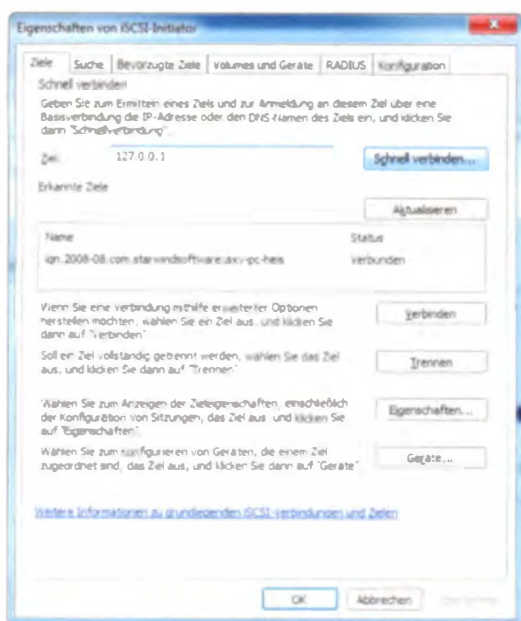 Eigenschaften von iSCSI-Initiator
Ziele Suche Bevorzugte Ziele Volumes und Geräte RADIUS Konfiguration
Schnell verbinden
Geben Sie zum Ermitteln eines Ziels und zur Anmeldung an diesem Ziel über eine
Basisverbindung die IP-Adresse oder den DNS-Namen des Ziels ein, und klicken Sie
dann "Schnellverbindung".
Ziel: 127.0.0.1 Schnell verbinden...
Erkannte Ziele
Aktualisieren
Name Status
iqn.2008-08.com.starwindsoftware:axv-pc-heis verbunden
Wenn Sie eine Verbindung mithilfe erweiterter Optionen
herstellen möchten, wählen Sie ein Ziel aus, und klicken Sie
dann auf "Verbinden"
Verbinden
Soll ein Ziel vollständig getrennt werden, wählen Sie das Ziel
aus, und klicken Sie dann auf "Trennen"
Trennen
Wählen Sie zum Anzeigen der Zieleigenschaften, einschließlich
der Konfiguration von Sitzungen, das Ziel aus und klicken Sie
auf "Eigenschaften".
Eigenschaften...
Wählen Sie zum Konfigurieren von Geräten, die einem Ziel
zugeordnet sind, das Ziel aus, und klicken Sie dann auf "Geräte".
Geräte...
Weitere Informationen zu grundlegenden iSCSI-Verbindungen und Zielen
OK Abbrechen